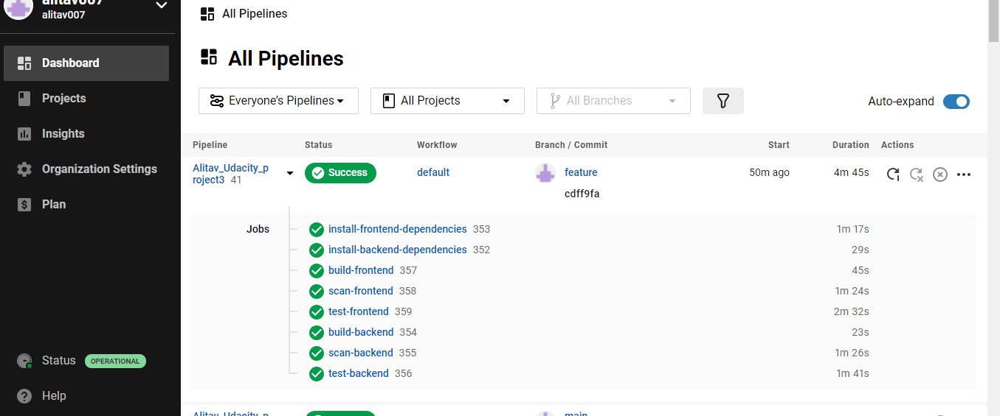 alitav007
alitav007
Dashboard
Projects
Insights
Organization Settings
Plan
Status OPERATIONAL
Help
All Pipelines
All Pipelines
Everyone's Pipelines All Projects All Branches Auto-expand
Pipeline Status Workflow Branch / Commit Start Duration Actions
Alitav_Udacity_p
roject3 41 Success default feature 50m ago 4m 45s
cdff9fa
Jobs
install-frontend-dependencies 353 1m 17s
install-backend-dependencies 352 29s
build-frontend 357 45s
scan-frontend 358 1m 24s
test-frontend 359 2m 32s
build-backend 354 23s
scan-backend 355 1m 26s
test-backend 356 1m 41s
Alitav_Udacity_p main